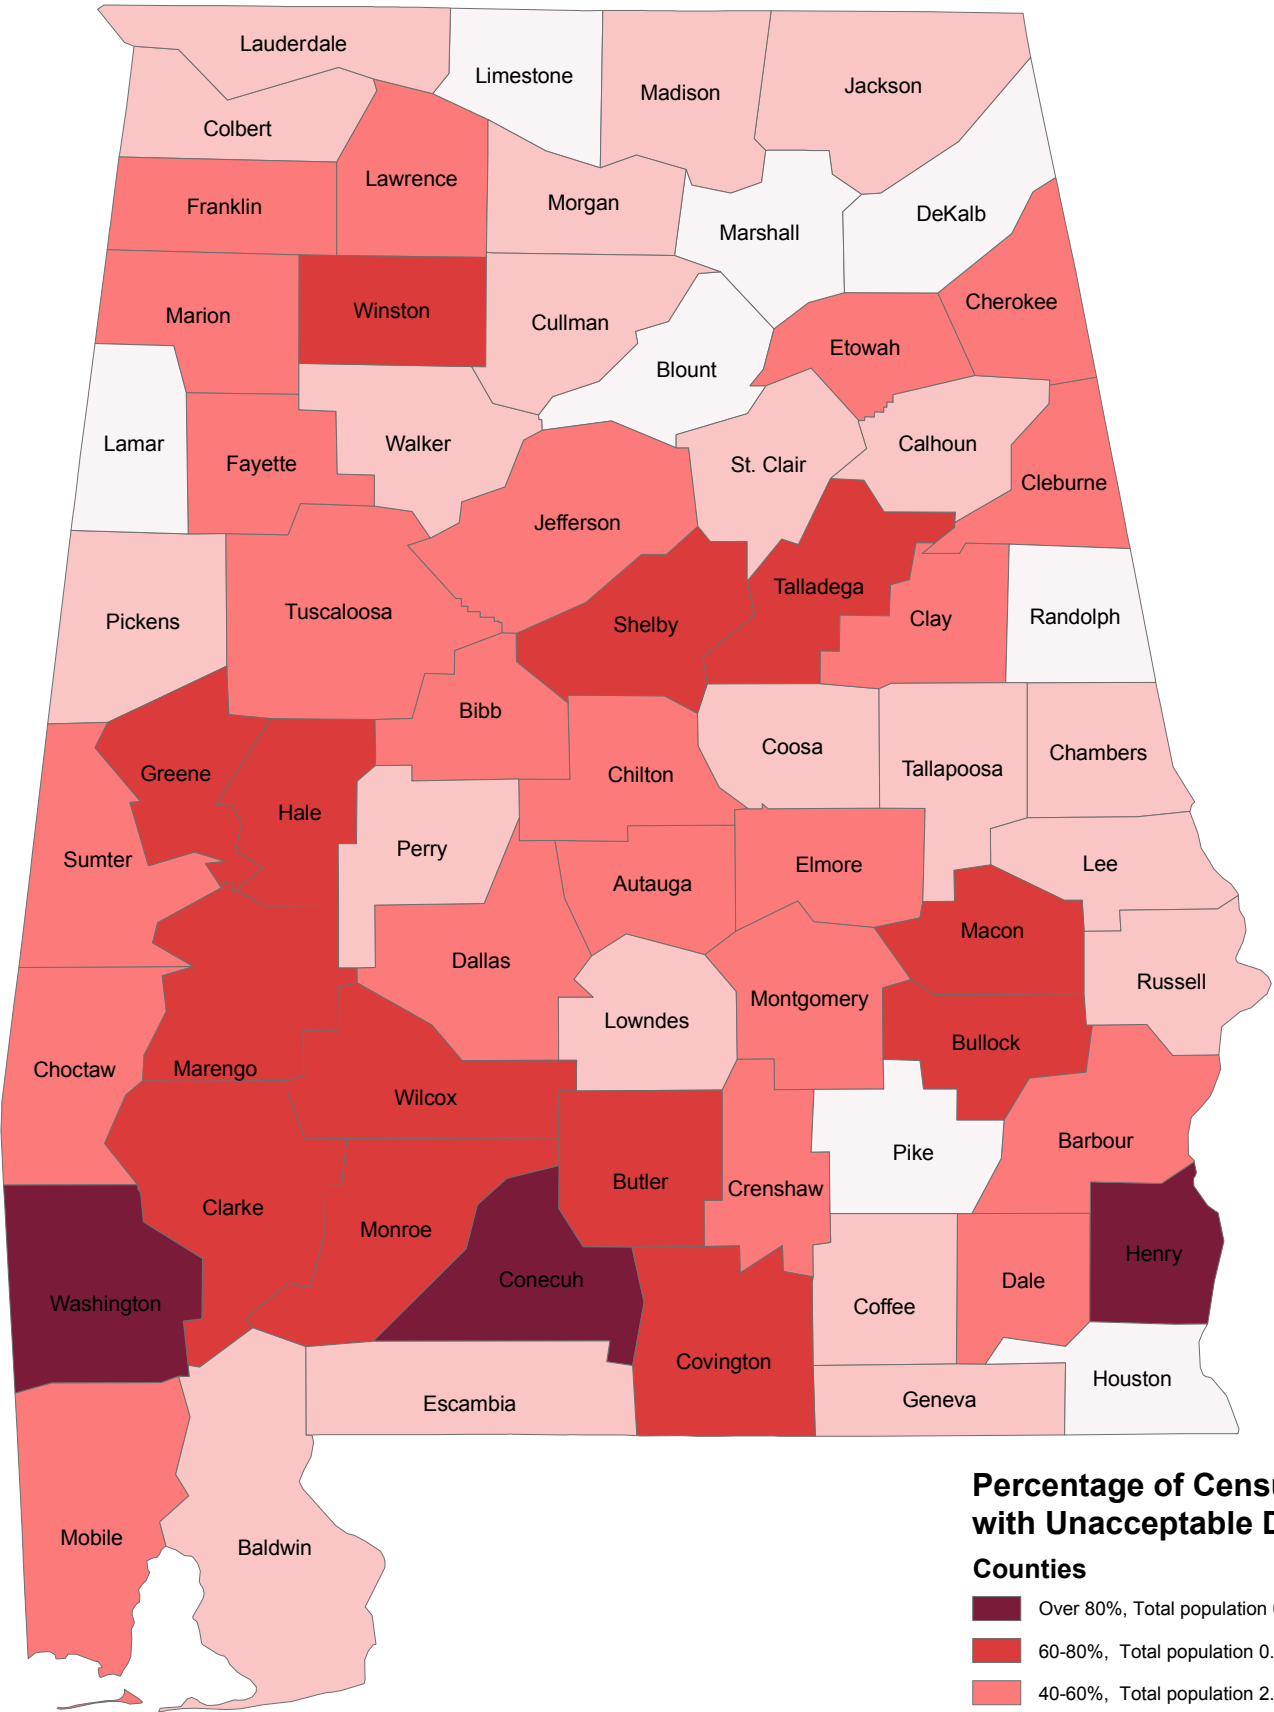 Lauderdale
Limestone
Madison
Jackson
Colbert
Lawrence
Franklin
Morgan
DeKalb
Marshall
Cherokee
Winston
Marion
Cullman
Etowah
Blount
Lamar
Walker
Calhoun
Fayette
St. Clair
Cleburne
Jefferson
Talladega
Tuscaloosa
Randolph
Clay
Pickens
Shelby
Bibb
Coosa
Chambers
Tallapoosa
Greene
Chilton
Hale
Perry
Sumter
Lee
Elmore
Autauga
Macon
Dallas
Russell
Montgomery
Lowndes
Bullock
Choctaw
Marengo
Wilcox
Barbour
Pike
Butler
Crenshaw
Clarke
Monroe
Henry
Conecuh
Dale
Washington
Coffee
Covington
Houston
Geneva
Escambia
Mobile
Baldwin
Percentage of
with Unacceptable
Counties
Over 80%, Total population
60-80%, Total population 0.
40-60%, Total population 2.